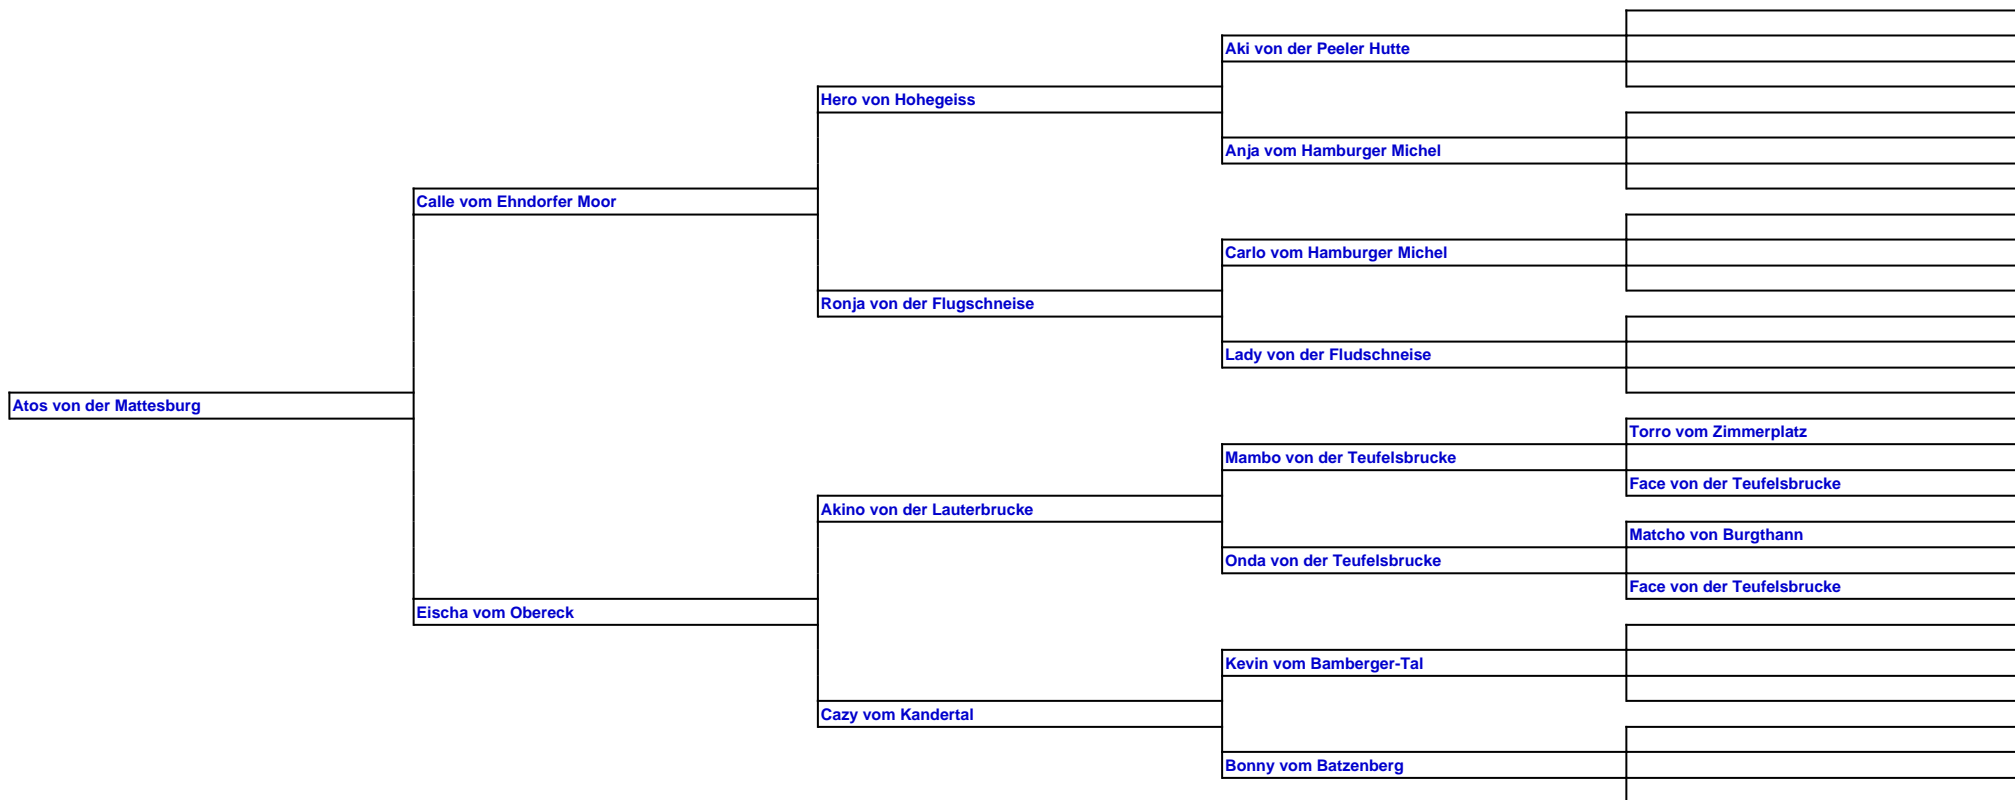 Aki von der Peeler Hutte
Hero von Hohegeiss
Anja vom Hamburger Michel
Calle vom Ehndorfer Moor
Carlo vom Hamburger Michel
Ronja von der Flugschneise
Lady von der Fludschneise
Atos von der Mattesburg
Torro vom Zimmerplatz
Mambo von der Teufelsbrucke
Face von der Teufelsbrucke
Akino von der Lauterbrucke
Matcho von Burgthann
Onda von der Teufelsbrucke
Face von der Teufelsbrucke
Eischa vom Obereck
Kevin vom Bamberger-Tal
Cazy vom Kandertal
Bonny vom Batzenberg